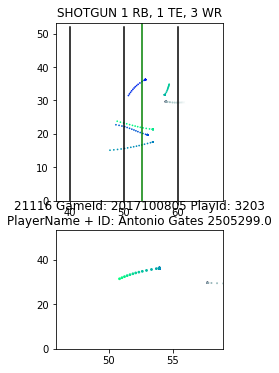 SHOTGUN 1 RB, 1 TE, 3 WR
50
40
30
20
10
0
40 50 60
21116 GameId: 2017100805 PlayId: 3203
PlayerName + ID: Antonio Gates 2505299.0
40
20
0
50 55